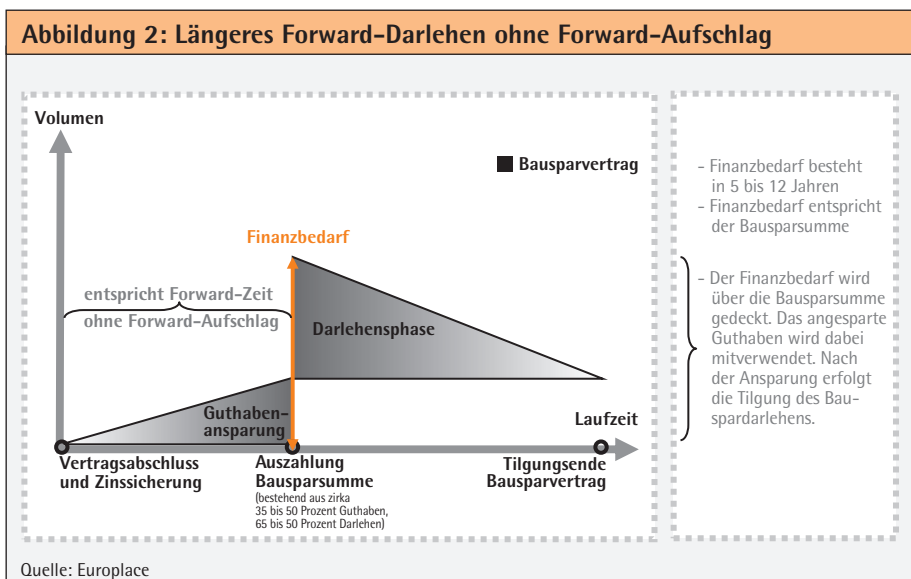 Abbildung 2: Längeres Forward-Darlehen ohne Forward-Aufschlag
Volumen
Bausparvertrag
Finanzbedarf
entspricht Forward-Zeit
ohne Forward-Aufschlag
Darlehensphase
Guthaben-
ansparung
Laufzeit
Vertragsabschluss
und Zinssicherung
Auszahlung
Bausparsumme
(bestehend aus zirka
35 bis 50 Prozent Guthaben,
65 bis 50 Prozent Darlehen)
Tilgungsende
Bausparvertrag
- Finanzbedarf besteht
in 5 bis 12 Jahren
- Finanzbedarf entspricht
der Bausparsumme
- Der Finanzbedarf wird
über die Bausparsumme
gedeckt. Das angesparte
Guthaben wird dabei
mitverwendet. Nach
der Ansparung erfolgt
die Tilgung des Bau-
spardarlehens.
Quelle: Europlace